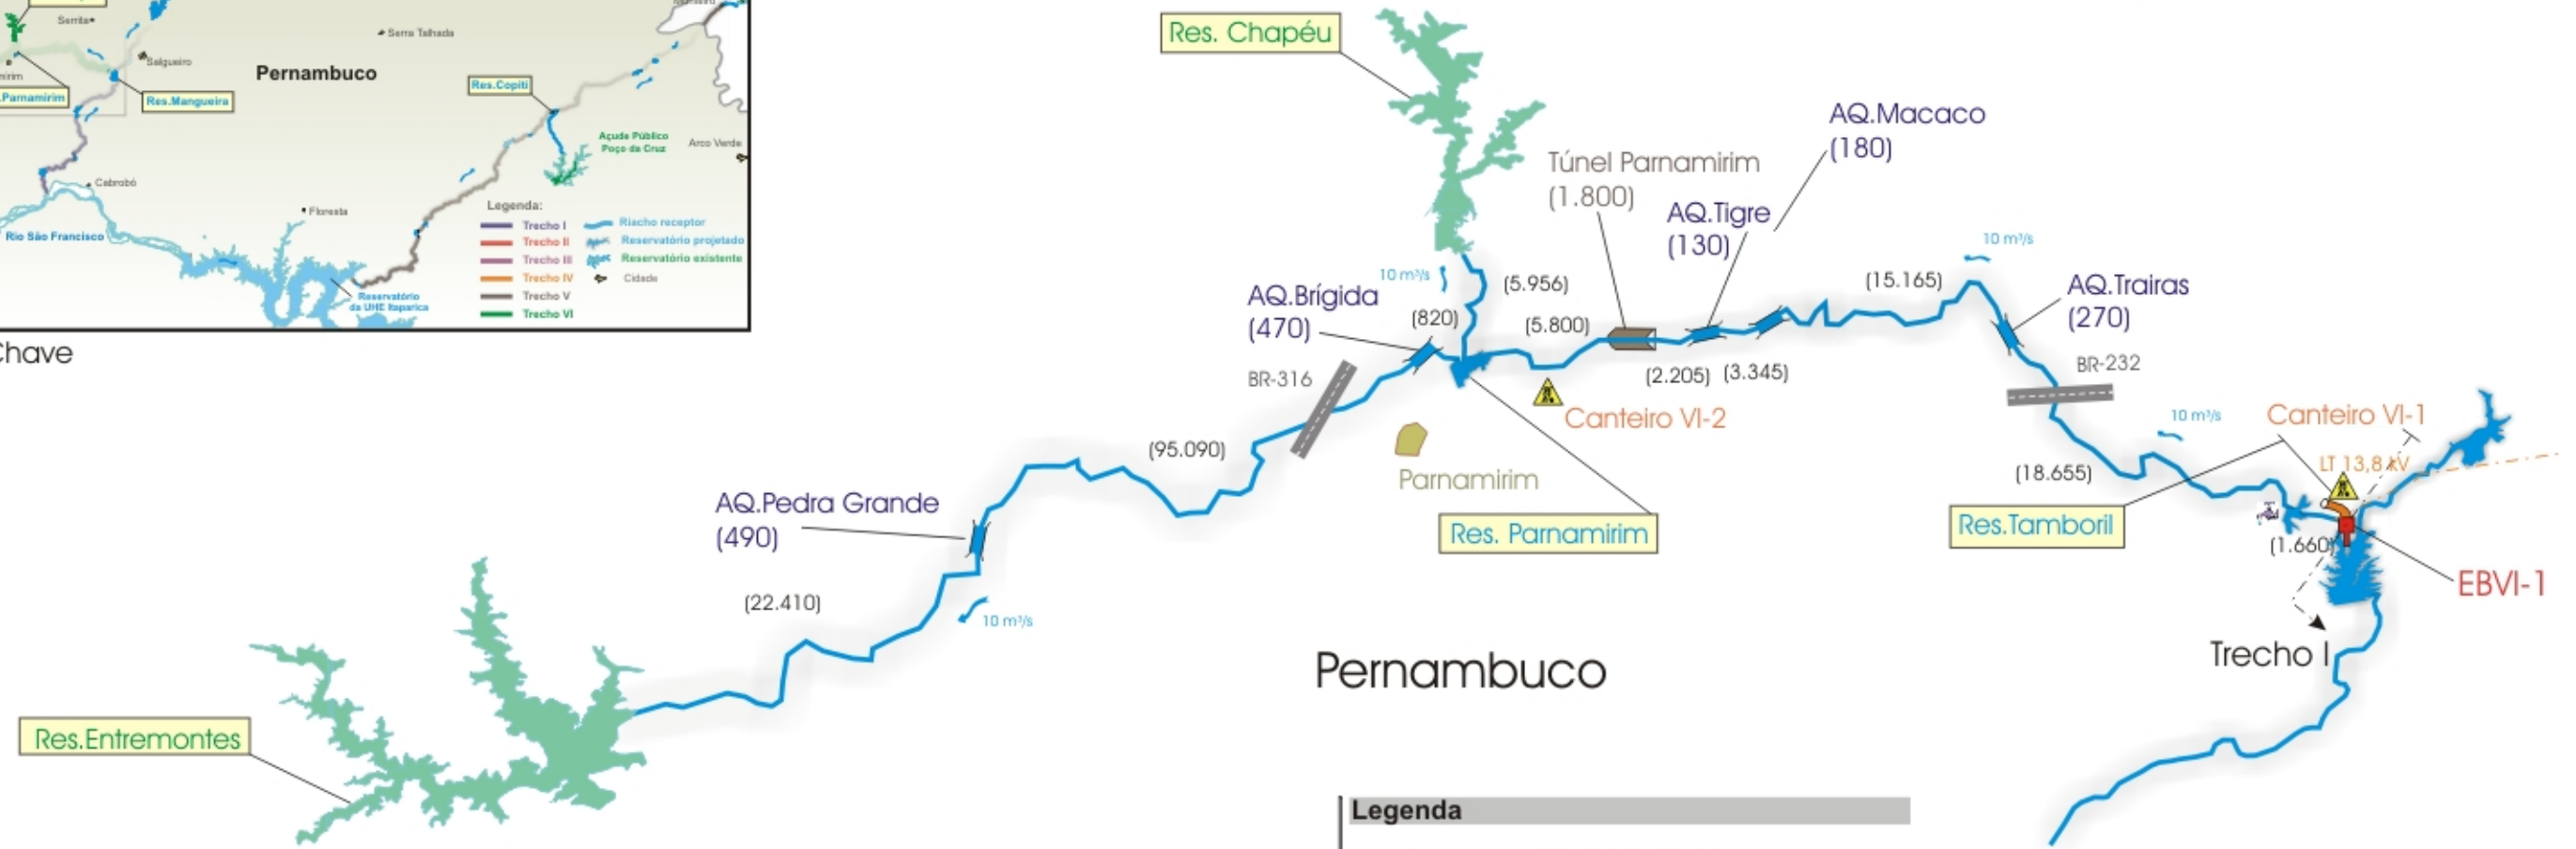 Serrita
Serra Talhada
Salgueiro
Pernambuco
Res.Copiti
.Parnamirim
Res.Mangueira
Açude Público
Poço da Cruz
Arco Verde
Cabrobó
Floresta
Rio São Francisco
Legenda:
Trecho I
Riacho receptor
Trecho II
Reservatório projetado
Trecho III
Reservatório existente
Trecho IV
Cidade
Trecho V
Trecho VI
Reservatório
da UHE Itaparica
Chave
Res. Chapéu
AQ.Macaco
(180)
Túnel Parnamirim
(1.800)
AQ.Tigre
(130)
10 m³/s
10 m³/s
(5.956)
(15.165)
AQ.Trairas
(270)
AQ.Brígida
(470)
(820)
(5.800)
BR-316
(2.205)
(3.345)
BR-232
Canteiro VI-2
10 m³/s
Canteiro VI-1
(95.090)
Parnamirim
LT 13,8 kV
(18.655)
AQ.Pedra Grande
(490)
Res. Parnamirim
Res.Tamboril
(1.660)
EBVI-1
(22.410)
10 m³/s
Pernambuco
Trecho I
Res.Entremontes
Legenda